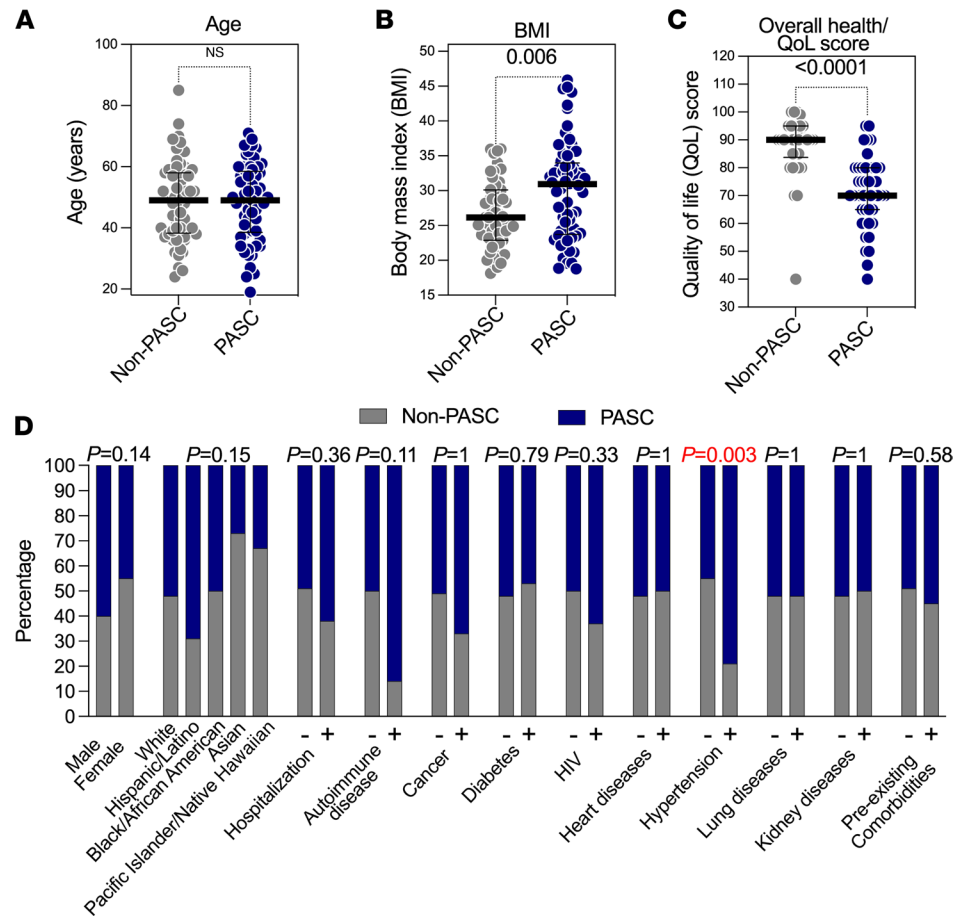 A
Age
NS
100
80
60
40
20
Age (years)
Non-PASC
PASC
B
BMI
0.006
50
45
40
35
30
25
20
15
Body mass index (BMI)
Non-PASC
PASC
C
Overall health/
QoL score
<0.0001
130
120
110
100
90
80
70
60
50
40
30
Quality of life (QoL) score
Non-PASC
PASC
D
Non-PASC
PASC
P=0.14
P=0.15
P=0.36
P=0.11
P=1
P=0.79
P=0.33
P=1
P=0.003
P=1
P=1
P=0.58
100
90
80
70
60
50
40
30
20
10
0
Percentage
Male
Female
White
Hispanic/Latino
Black/African American
Asian
Pacific Islander/Native Hawaiian
- +
Hospitalization
- +
Autoimmune
disease
- +
Cancer
- +
Diabetes
- +
HIV
- +
Heart diseases
- +
Hypertension
- +
Lung diseases
- +
Kidney diseases
- +
Pre-existing
Comorbidities